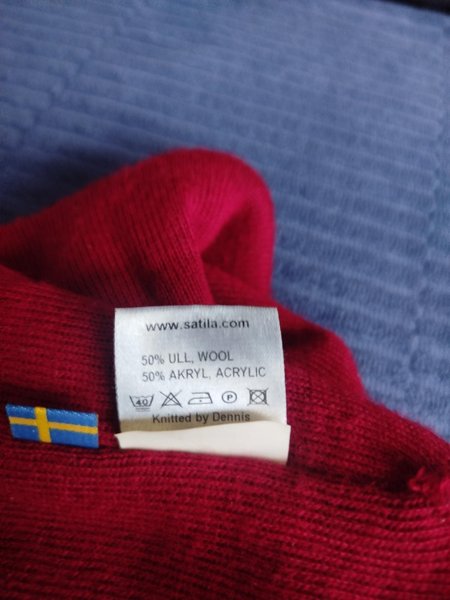 www.satila.com
50% ULL, WOOL
50% AKRYL, ACRYLIC
40 P
Knitted by Dennis